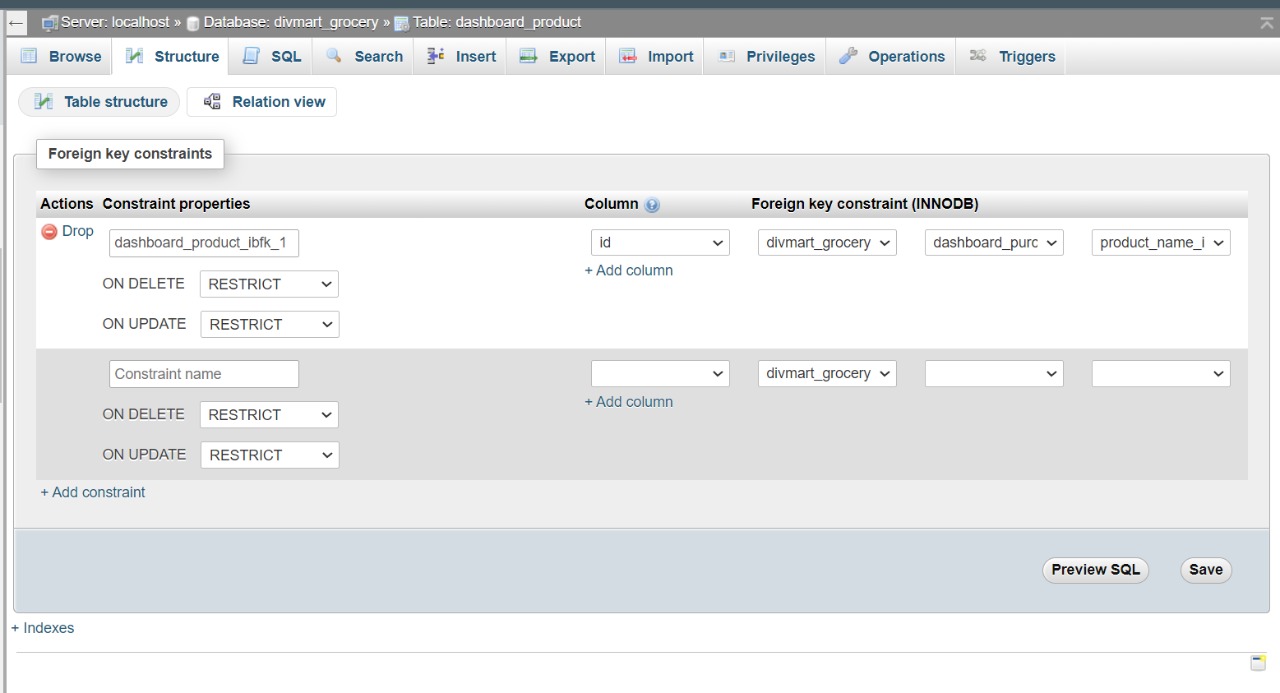 Server: localhost » Database: divmart_grocery » Table: dashboard_product
Browse Structure SQL Search Insert Export Import Privileges Operations Triggers
Table structure Relation view
Foreign key constraints
Actions Constraint properties Column Foreign key constraint (INNODB)
Drop dashboard_product_ibfk_1 id divmart_grocery dashboard_purc product_name_i
+ Add column
ON DELETE RESTRICT
ON UPDATE RESTRICT
Constraint name divmart_grocery
+ Add column
ON DELETE RESTRICT
ON UPDATE RESTRICT
+ Add constraint
Preview SQL Save
+ Indexes